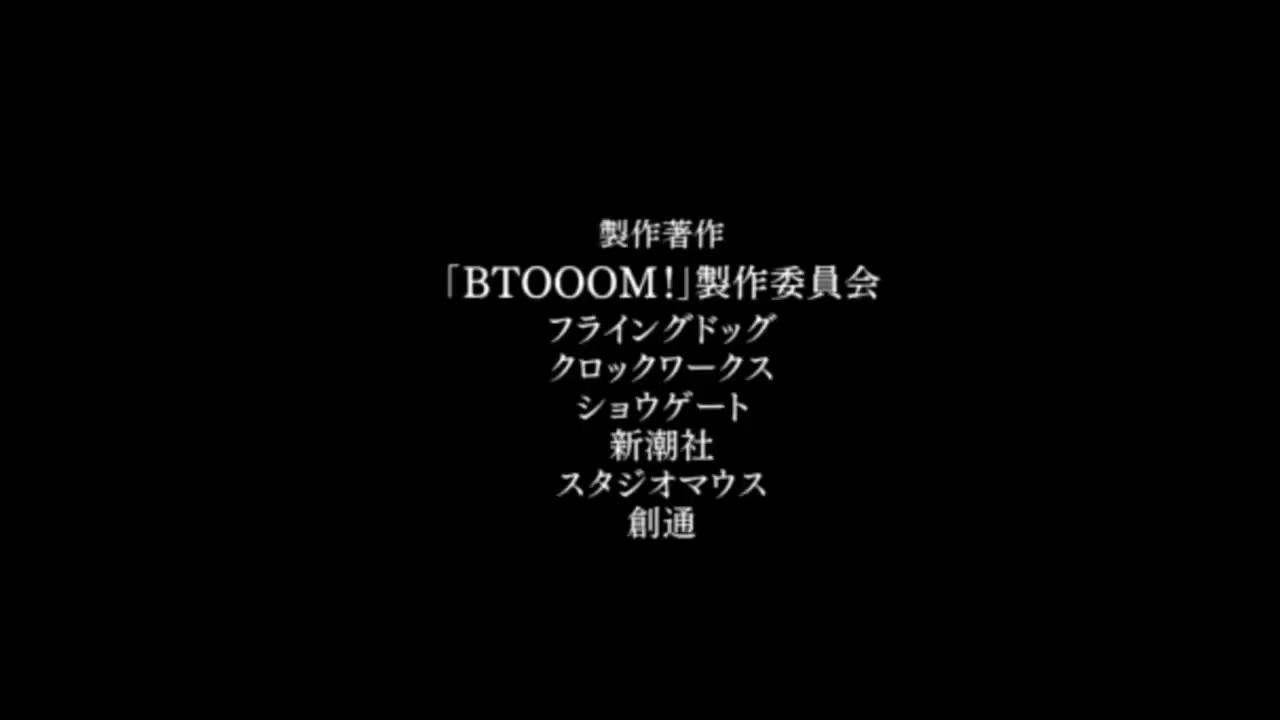 製作著作
「BTOOOM!」製作委員会
フライングドッグ
クロックワークス
ショウゲート
新潮社
スタジオマウス
創通